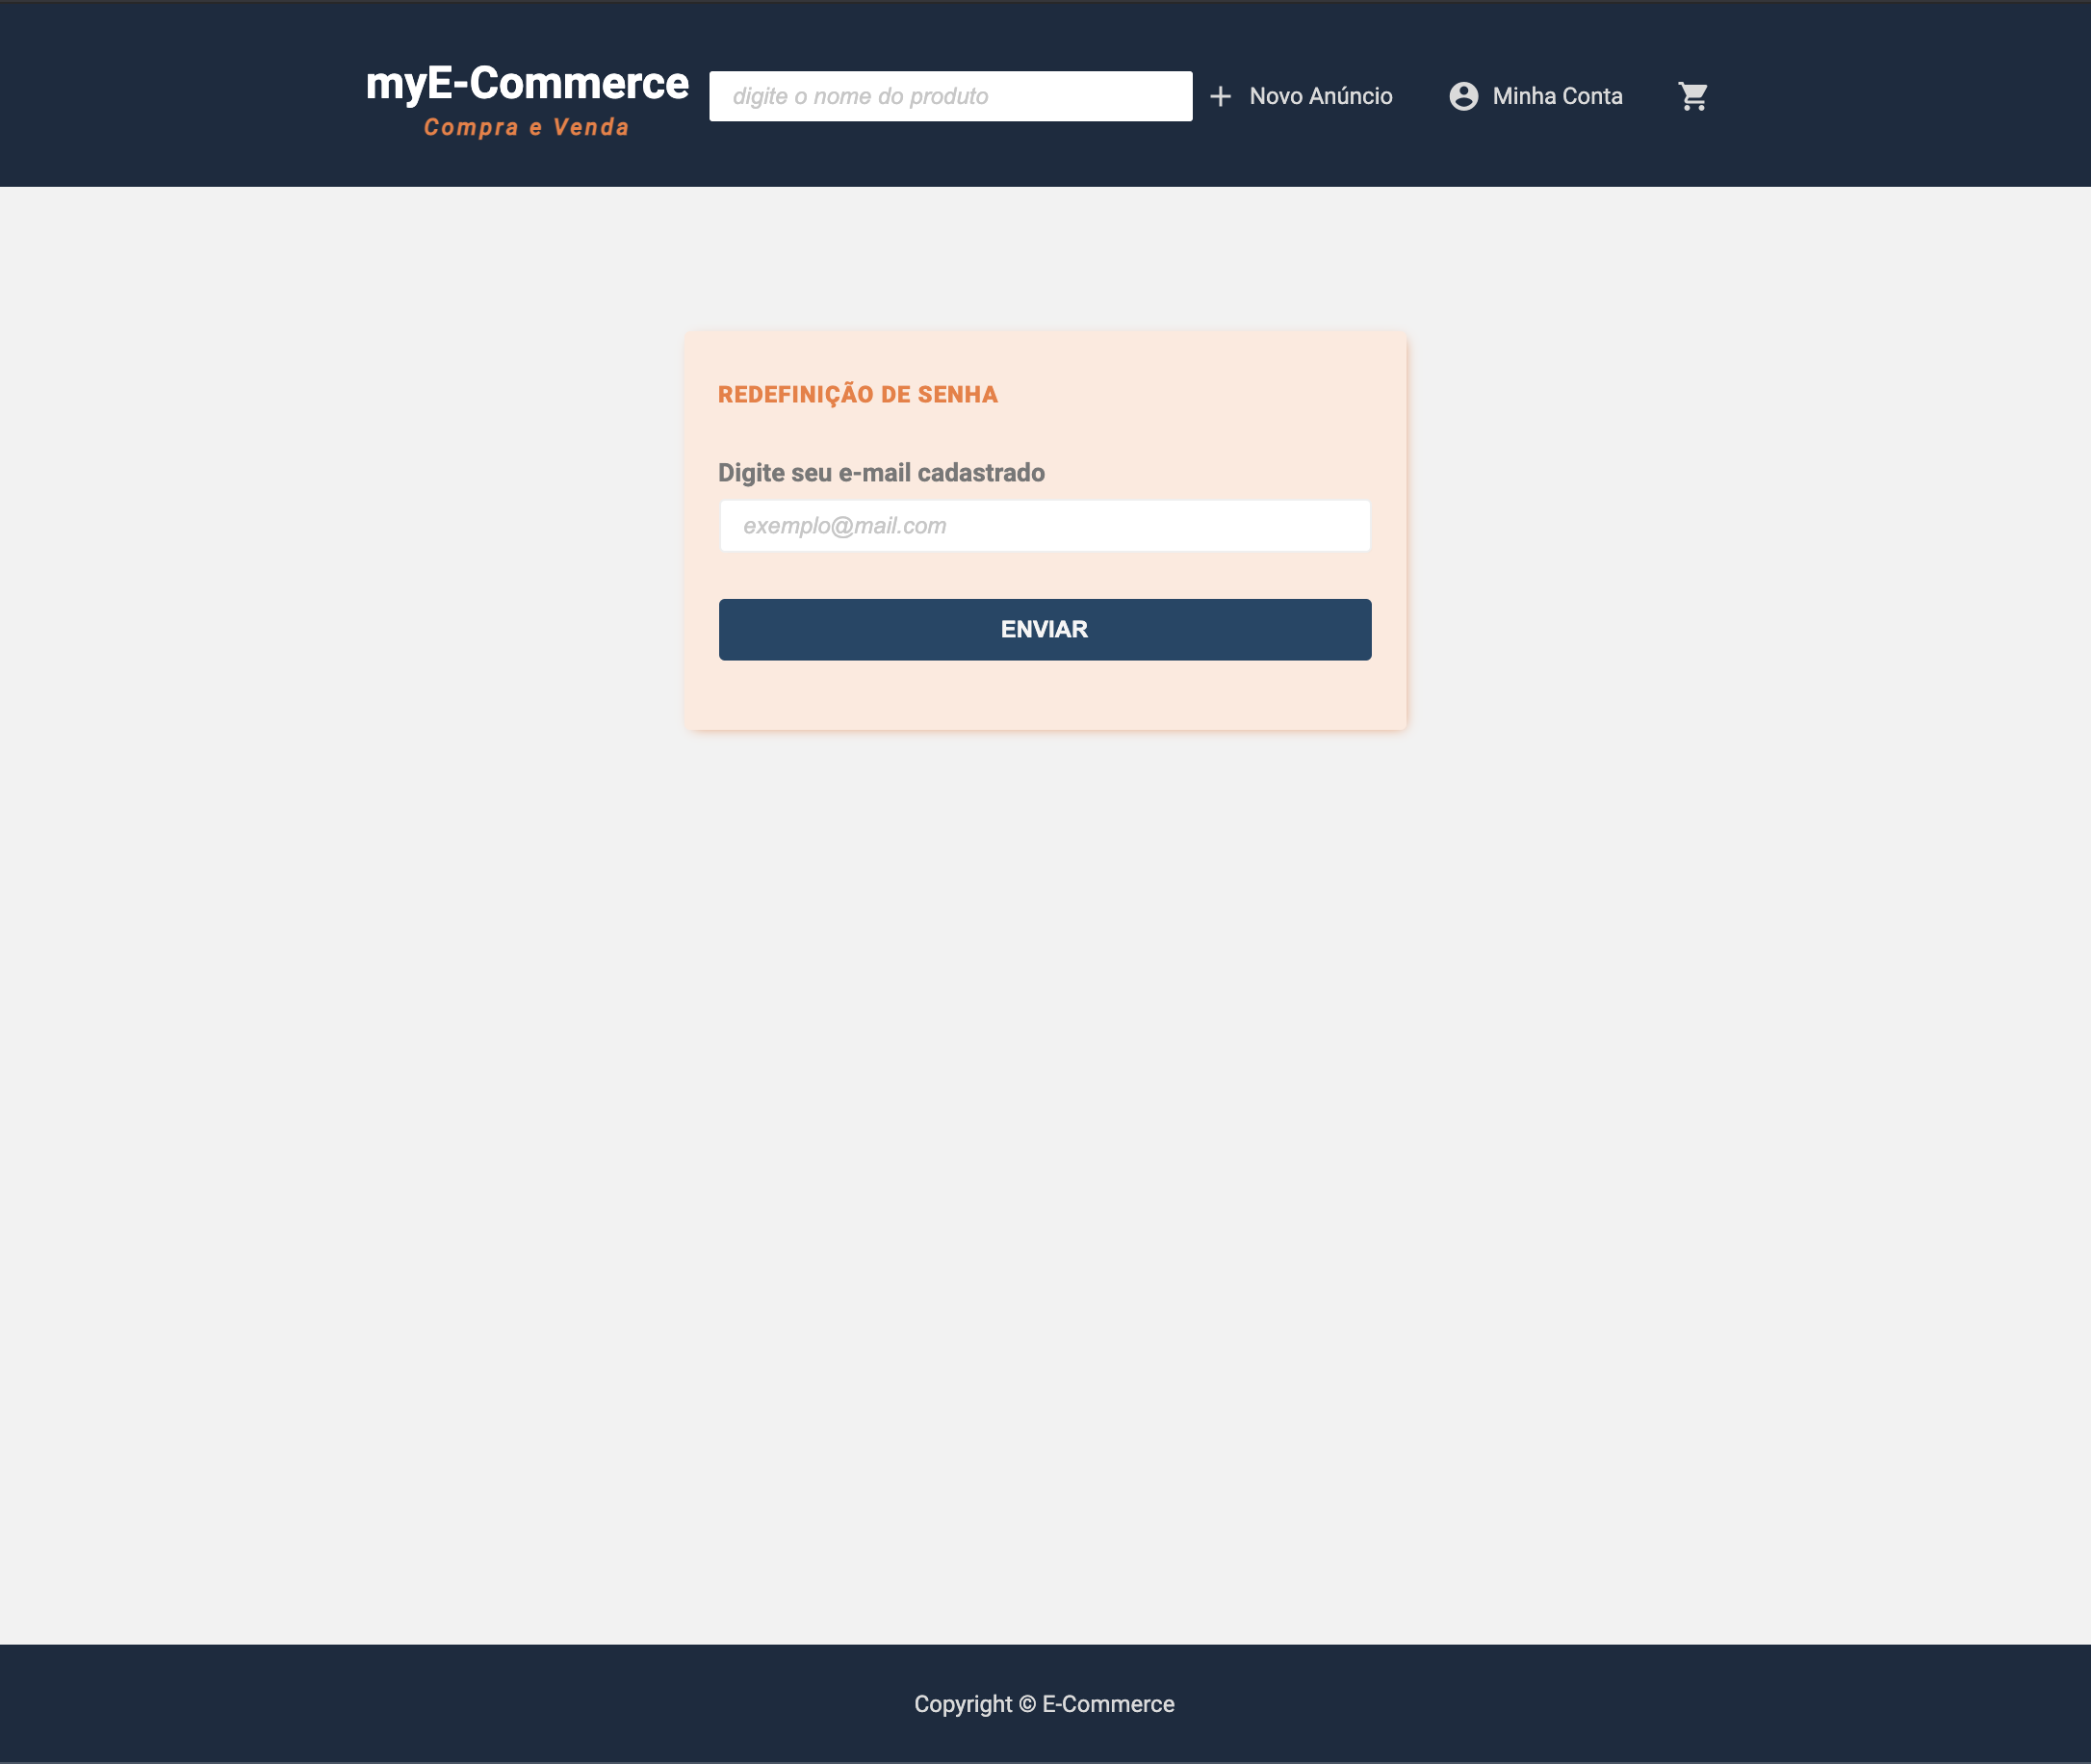 myE-Commerce
Compra e Venda
digite o nome do produto
Novo Anúncio
Minha Conta
REDEFINIÇÃO DE SENHA
Digite seu e-mail cadastrado
exemplo@mail.com
ENVIAR
Copyright © E-Commerce